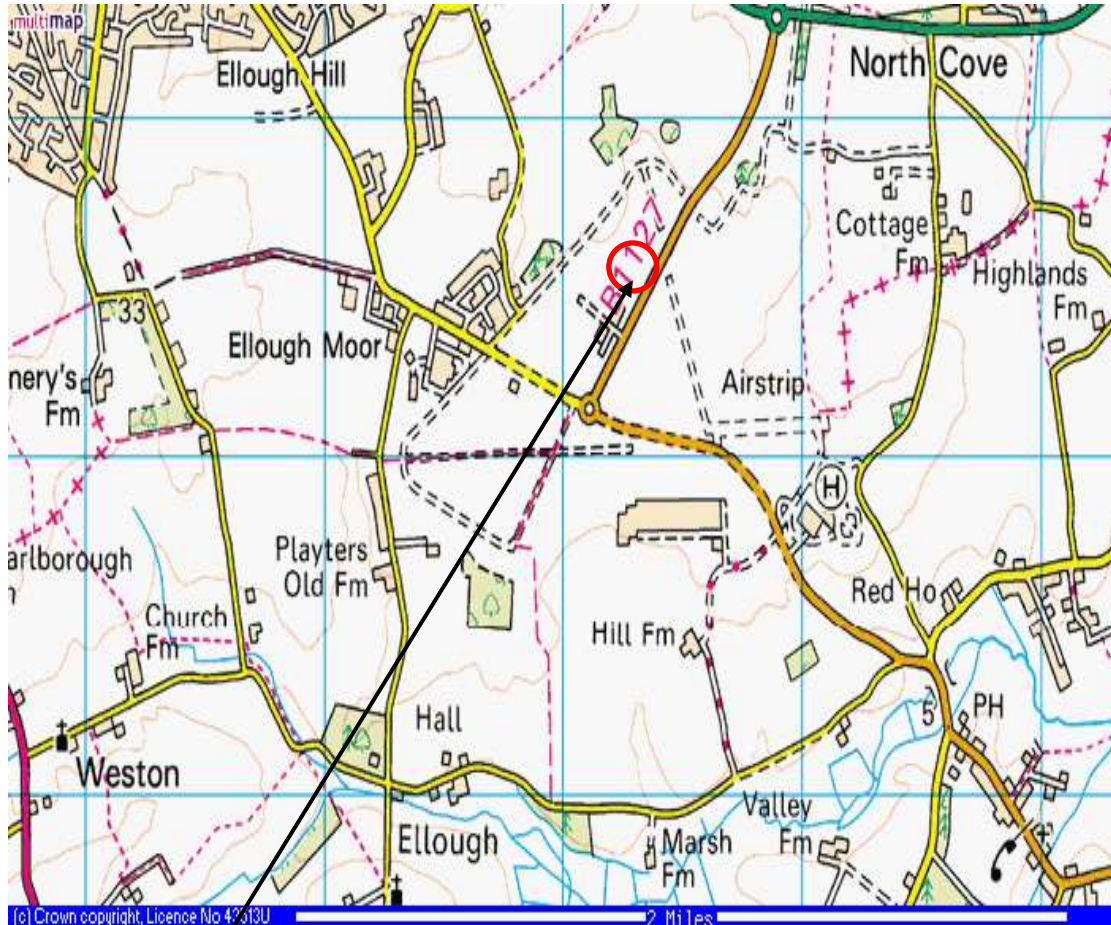 multimap
Ellough Hill
North Cove
B1127
Cottage
Fm
Highlands
Fm
33
Ellough Moor
Airstrip
nery's
Fm
H
Playters
Old Fm
arlborough
Church
Fm
Red Ho
Hill Fm
Hall
5
PH
Weston
Valley
Fm
Ellough
Marsh
Fm
2 Miles
(c) Crown copyright, Licence No